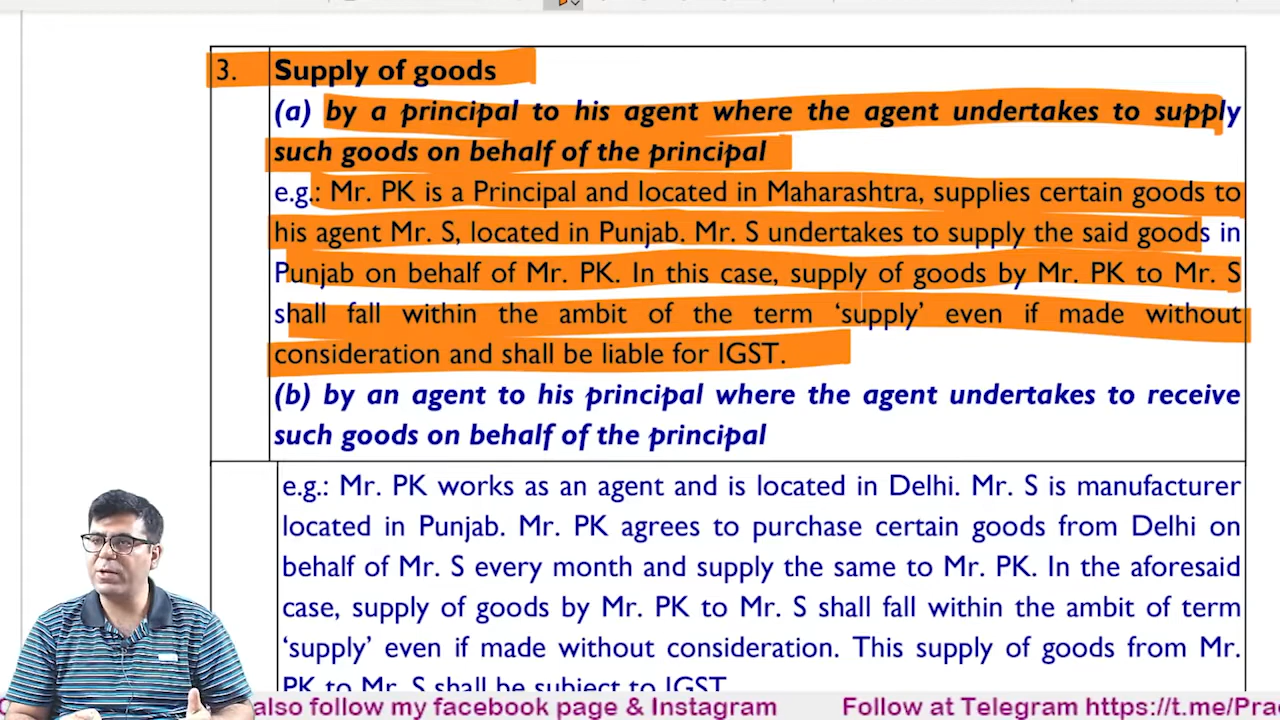 3. Supply of goods
(a) by a principal to his agent where the agent undertakes to supply
such goods on behalf of the principal
e.g.: Mr. PK is a Principal and located in Maharashtra, supplies certain goods to
his agent Mr. S, located in Punjab. Mr. S undertakes to supply the said goods in
Punjab on behalf of Mr. PK. In this case, supply of goods by Mr. PK to Mr. S
shall fall within the ambit of the term ‘supply’ even if made without
consideration and shall be liable for IGST.
(b) by an agent to his principal where the agent undertakes to receive
such goods on behalf of the principal
e.g.: Mr. PK works as an agent and is located in Delhi. Mr. S is manufacturer
located in Punjab. Mr. PK agrees to purchase certain goods from Delhi on
behalf of Mr. S every month and supply the same to Mr. PK. In the aforesaid
case, supply of goods by Mr. PK to Mr. S shall fall within the ambit of term
‘supply’ even if made without consideration. This supply of goods from Mr.
PK to Mr. S shall be subject to IGST.
also follow my facebook page & Instagram Follow at Telegram https://t.me/Pra